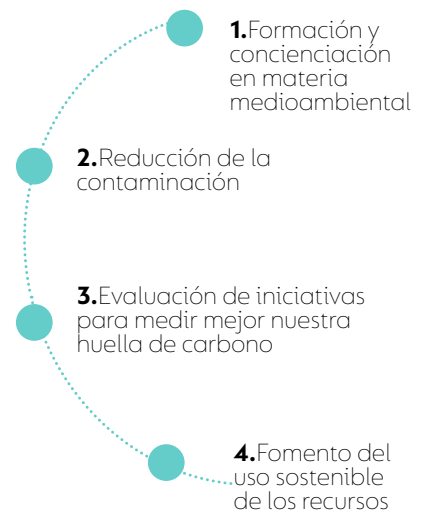 1.Formación y
concienciación
en materia
medioambiental
2.Reducción de la
contaminación
3.Evaluación de iniciativas
para medir mejor nuestra
huella de carbono
4.Fomento del
uso sostenible
de los recursos